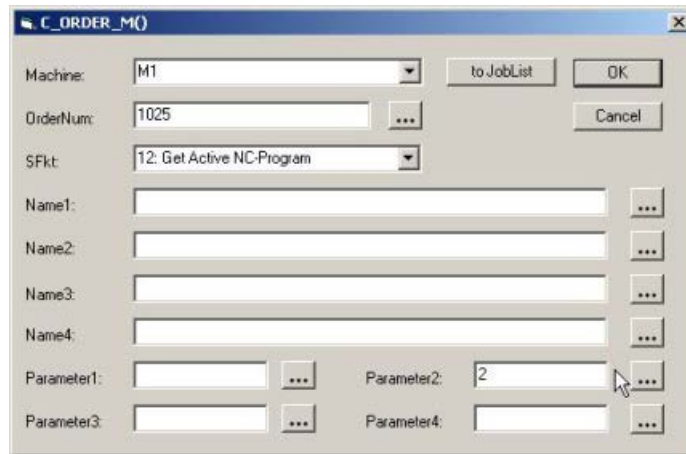 C_ORDER_M()
Machine: M1 to JobList OK
OrderNum: 1025 ... Cancel
SFkt: 12: Get Active NC-Program
Name1: ...
Name2: ...
Name3: ...
Name4: ...
Parameter1: ... Parameter2: 2 ...
Parameter3: ... Parameter4: ...